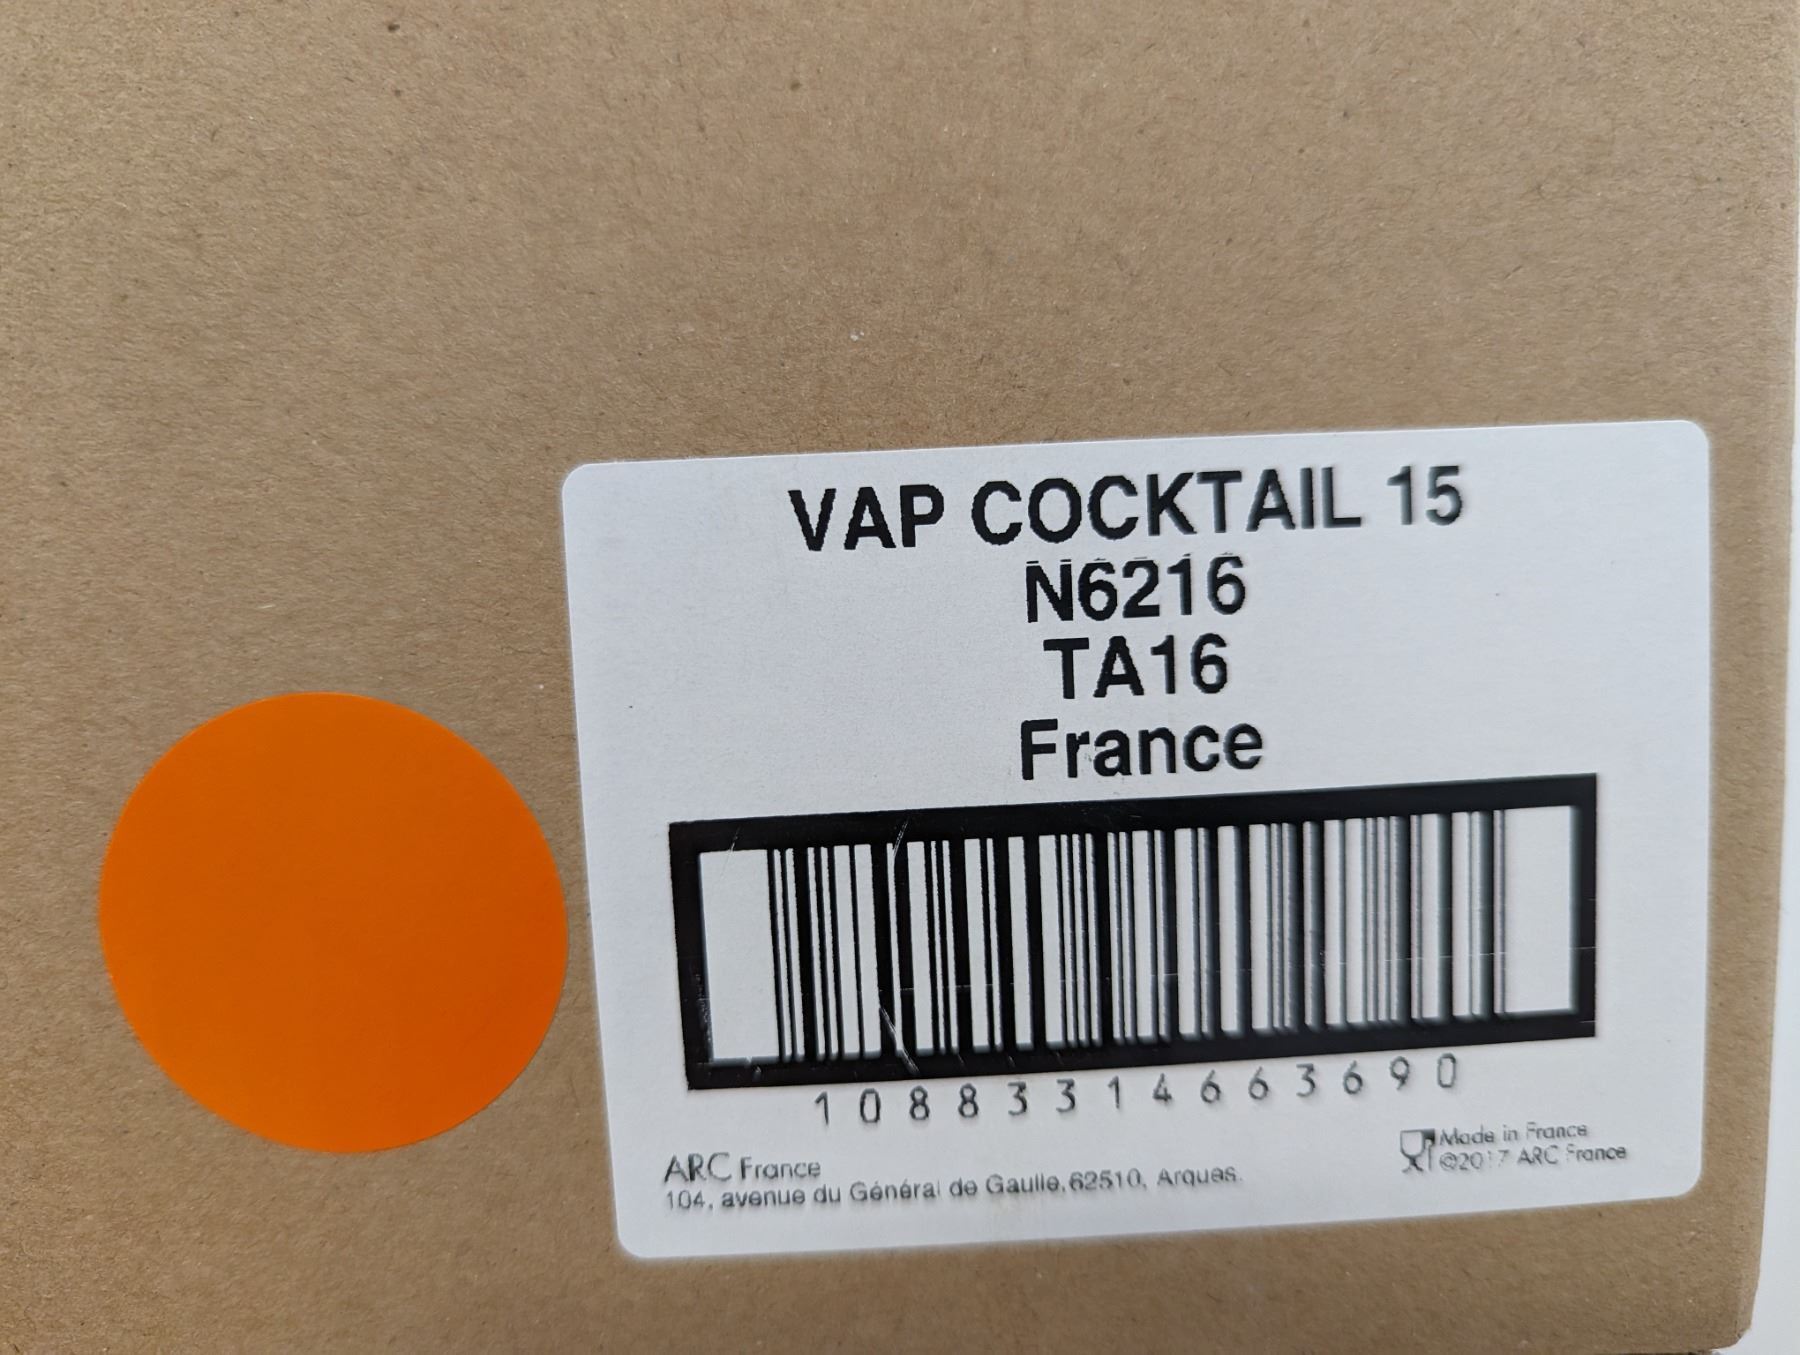 VAP COCKTAIL 15
N6216
TA16
France
10883314663690
ARC France
104, avenue du Général de Gaulle, 62510, Arques.
Made in France
©2017 ARC France